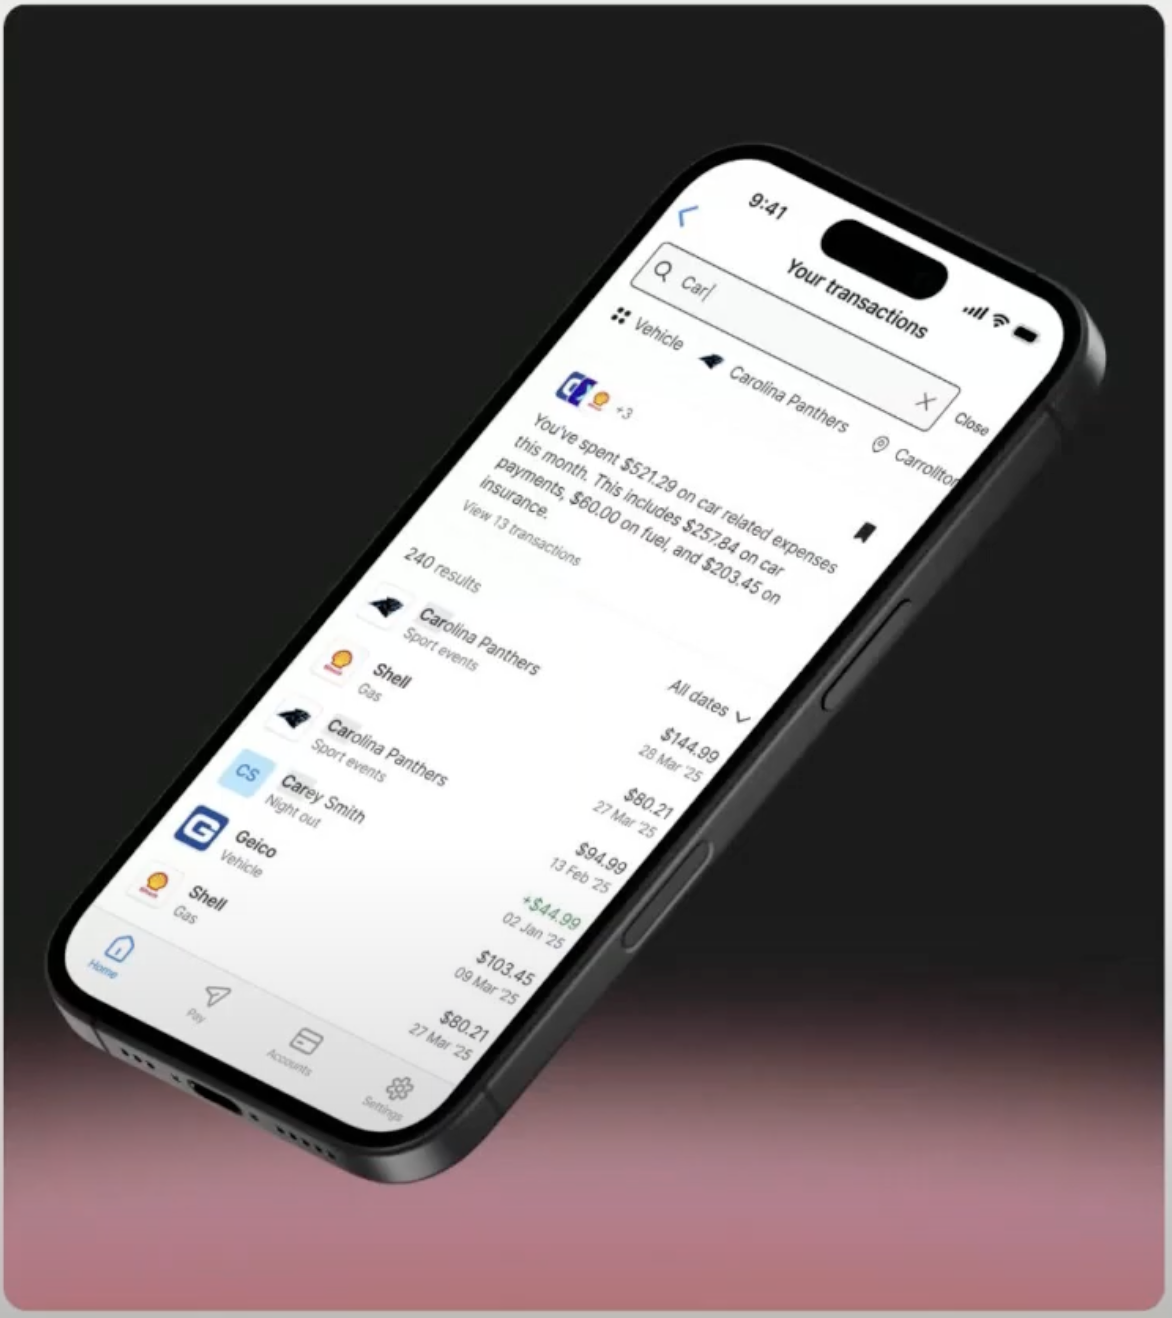 9:41
Your transactions
Car
Close
Vehicle
Carolina Panthers
Carrollton
+3
You've spent $521.29 on car related expenses
this month. This includes $257.84 on car
payments, $60.00 on fuel, and $203.45 on
insurance.
View 13 transactions
240 results
All dates
Carolina Panthers
$144.99
Sport events
28 Mar '25
Shell
$80.21
Gas
27 Mar '25
Carolina Panthers
$94.99
Sport events
13 Feb '25
CS
Carey Smith
+$44.99
Night out
02 Jan '25
G
Geico
$103.45
Vehicle
09 Mar '25
Shell
$80.21
Gas
27 Mar '25
Home
Pay
Accounts
Settings